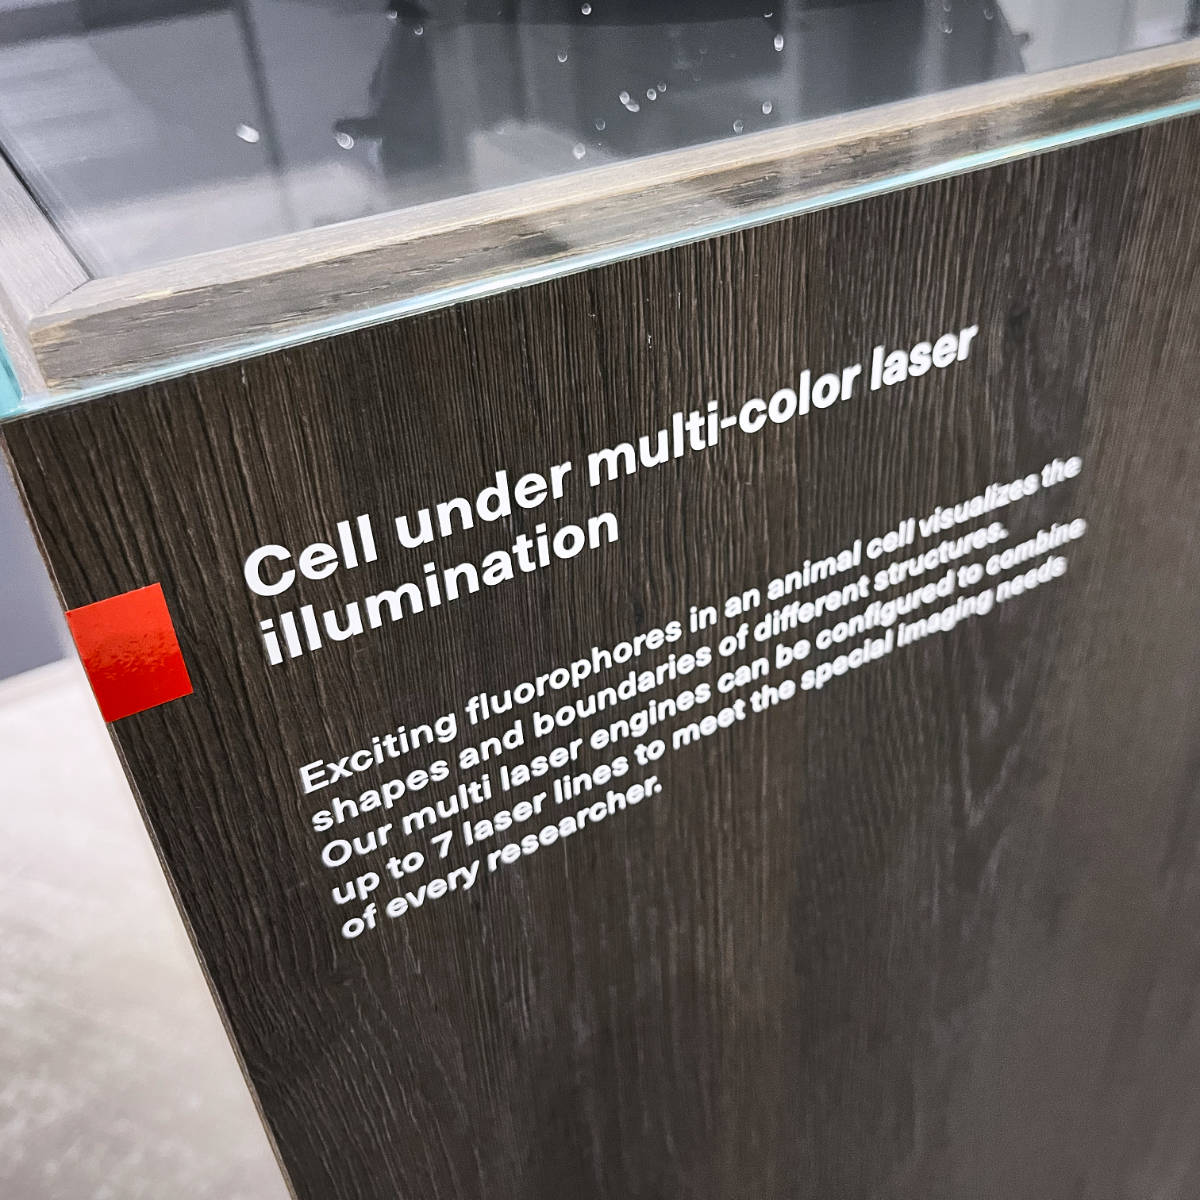 Cell under multi-color laser
illumination
Exciting fluorophores in an animal cell visualizes the
shapes and boundaries of different structures.
Our multi laser engines can be configured to combine
up to 7 laser lines to meet the special imaging needs
of every researcher.